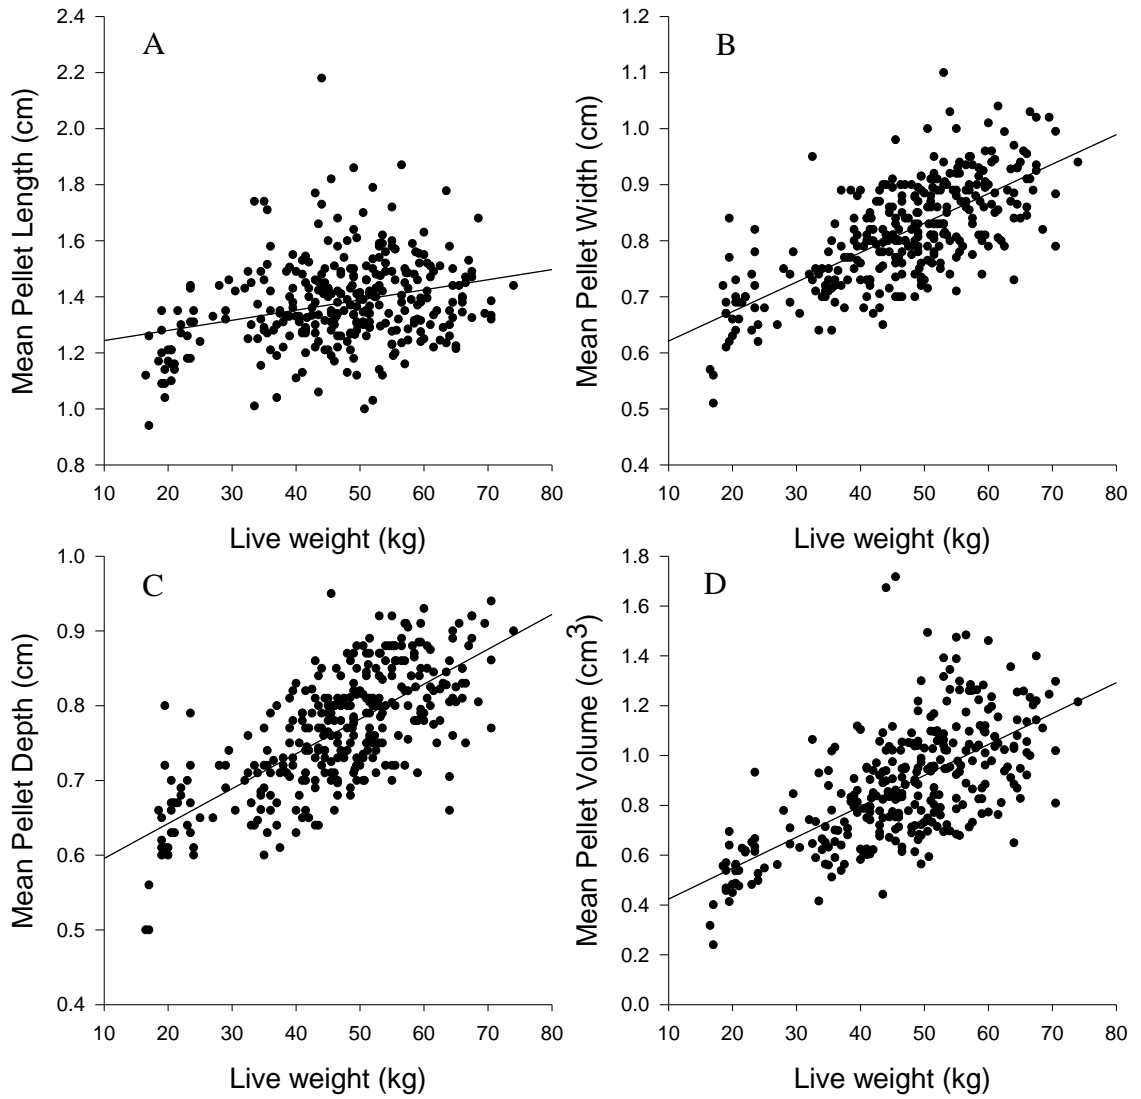 A
2.4
2.2
2.0
1.8
1.6
1.4
1.2
1.0
0.8
10 20 30 40 50 60 70 80
Mean Pellet Length (cm)
Live weight (kg)
B
1.2
1.1
1.0
0.9
0.8
0.7
0.6
0.5
0.4
10 20 30 40 50 60 70 80
Mean Pellet Width (cm)
Live weight (kg)
C
1.0
0.9
0.8
0.7
0.6
0.5
0.4
10 20 30 40 50 60 70 80
Mean Pellet Depth (cm)
Live weight (kg)
D
1.8
1.6
1.4
1.2
1.0
0.8
0.6
0.4
0.2
0.0
10 20 30 40 50 60 70 80
Mean Pellet Volume (cm³)
Live weight (kg)